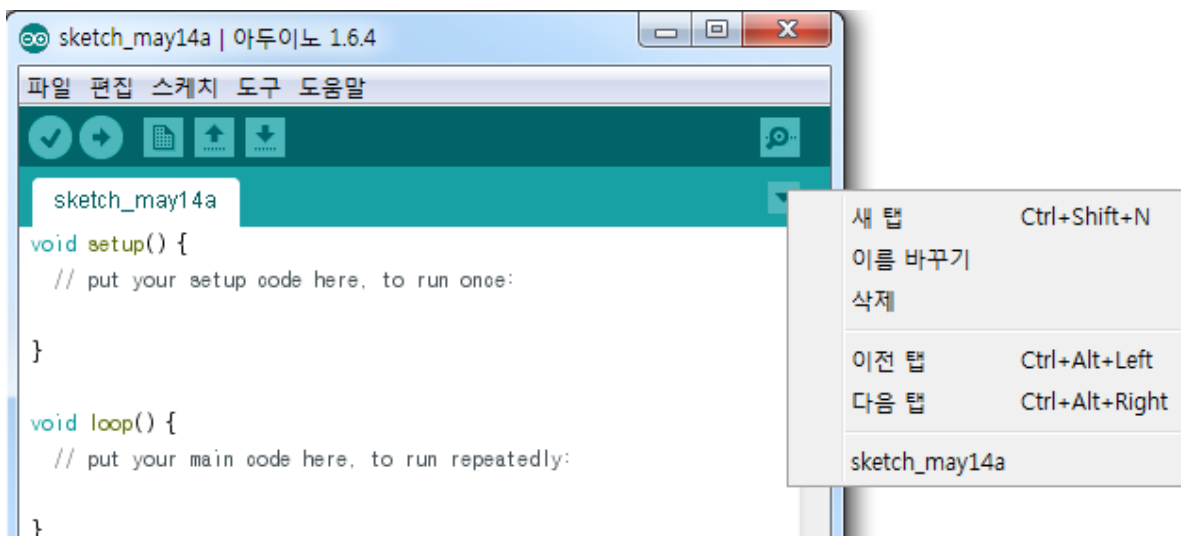 sketch_may14a | 아두이노 1.6.4
파일 편집 스케치 도구 도움말
sketch_may14a
void setup() {
// put your setup code here, to run once:
}
void loop() {
// put your main code here, to run repeatedly:
}
새 탭 Ctrl+Shift+N
이름 바꾸기
삭제
이전 탭 Ctrl+Alt+Left
다음 탭 Ctrl+Alt+Right
sketch_may14a